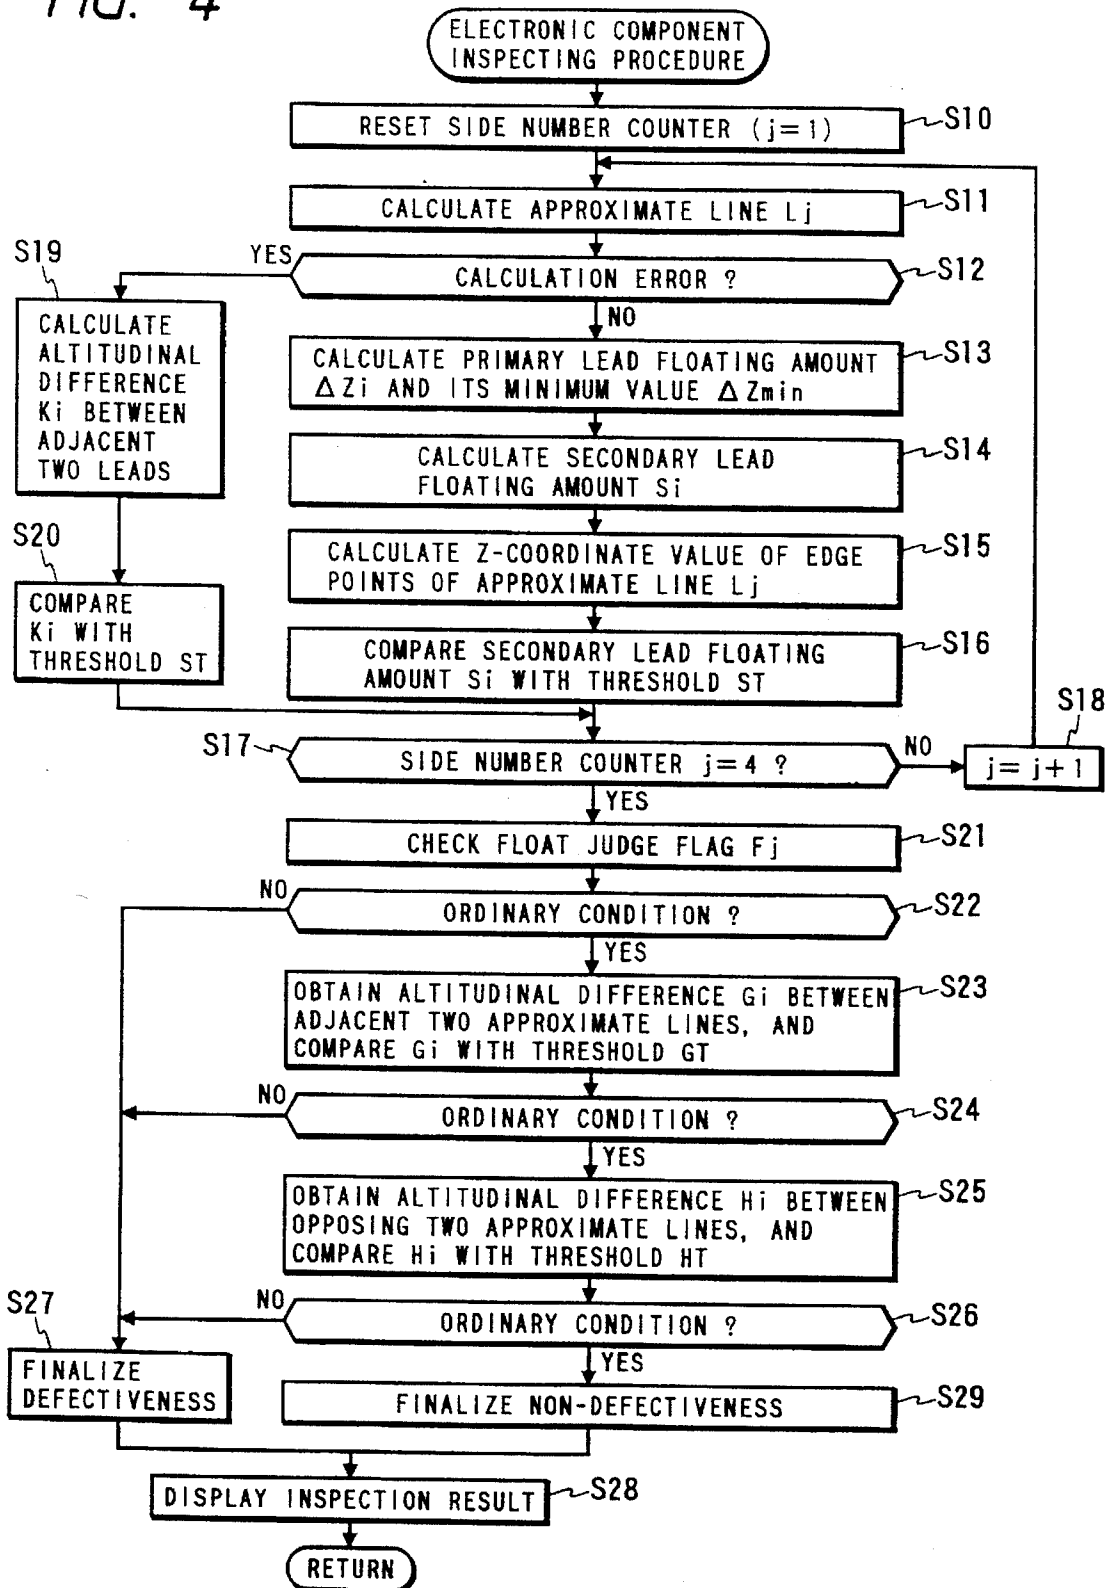 FIG. 4
ELECTRONIC COMPONENT
INSPECTING PROCEDURE
RESET SIDE NUMBER COUNTER (j=1)
S10
CALCULATE APPROXIMATE LINE Lj
S11
CALCULATION ERROR ?
S12
YES
NO
S19
CALCULATE
ALTITUDINAL
DIFFERENCE
Ki BETWEEN
ADJACENT
TWO LEADS
CALCULATE PRIMARY LEAD FLOATING AMOUNT
ΔZi AND ITS MINIMUM VALUE ΔZmin
S13
CALCULATE SECONDARY LEAD
FLOATING AMOUNT Si
S14
S20
COMPARE
Ki WITH
THRESHOLD ST
CALCULATE Z-COORDINATE VALUE OF EDGE
POINTS OF APPROXIMATE LINE Lj
S15
COMPARE SECONDARY LEAD FLOATING
AMOUNT Si WITH THRESHOLD ST
S16
S17
SIDE NUMBER COUNTER j=4 ?
NO
S18
j= j+1
YES
CHECK FLOAT JUDGE FLAG Fj
S21
NO
ORDINARY CONDITION ?
S22
YES
OBTAIN ALTITUDINAL DIFFERENCE Gi BETWEEN
ADJACENT TWO APPROXIMATE LINES, AND
COMPARE Gi WITH THRESHOLD GT
S23
NO
ORDINARY CONDITION ?
S24
YES
OBTAIN ALTITUDINAL DIFFERENCE Hi BETWEEN
OPPOSING TWO APPROXIMATE LINES, AND
COMPARE Hi WITH THRESHOLD HT
S25
NO
ORDINARY CONDITION ?
S26
YES
S27
FINALIZE
DEFECTIVENESS
FINALIZE NON-DEFECTIVENESS
S29
DISPLAY INSPECTION RESULT
S28
RETURN